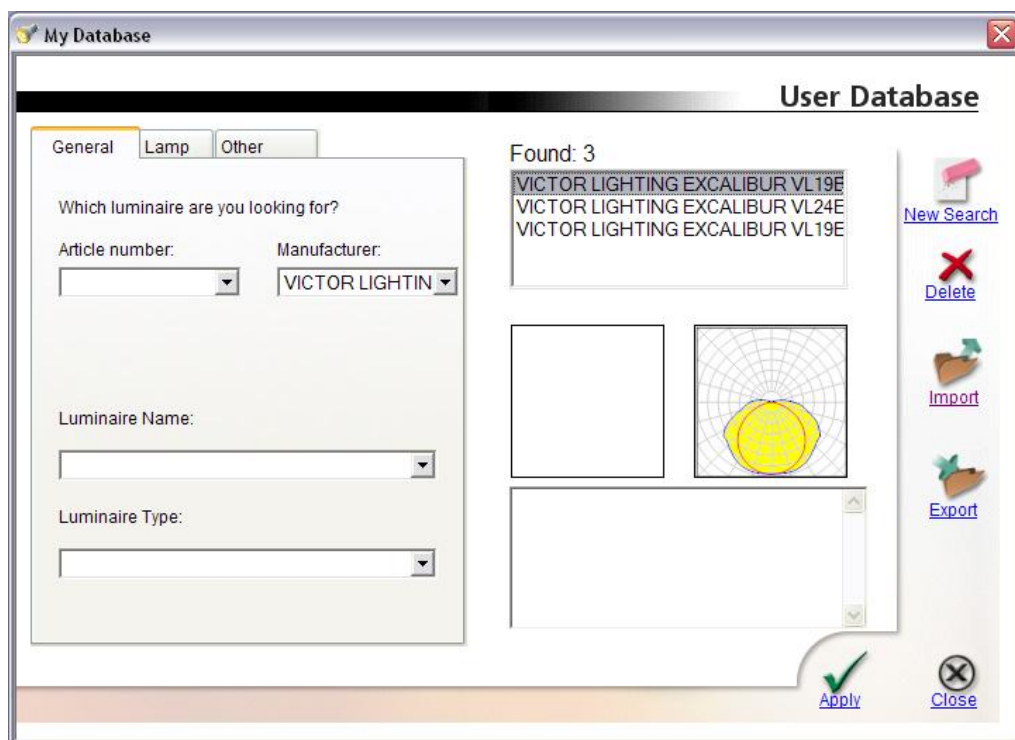 My Database
User Database
General Lamp Other
Which luminaire are you looking for?
Article number: Manufacturer:
VICTOR LIGHTIN
Luminaire Name:
Luminaire Type:
Found: 3
VICTOR LIGHTING EXCALIBUR VL19E
VICTOR LIGHTING EXCALIBUR VL24E
VICTOR LIGHTING EXCALIBUR VL19E
New Search
Delete
Import
Export
Apply
Close